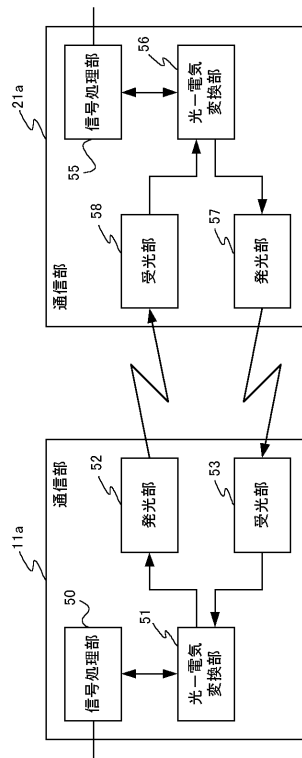 11a
通信部
50
信号処理部
51
光ー電気
変換部
52
発光部
53
受光部
21a
通信部
58
受光部
57
発光部
55
信号処理部
56
光ー電気
変換部